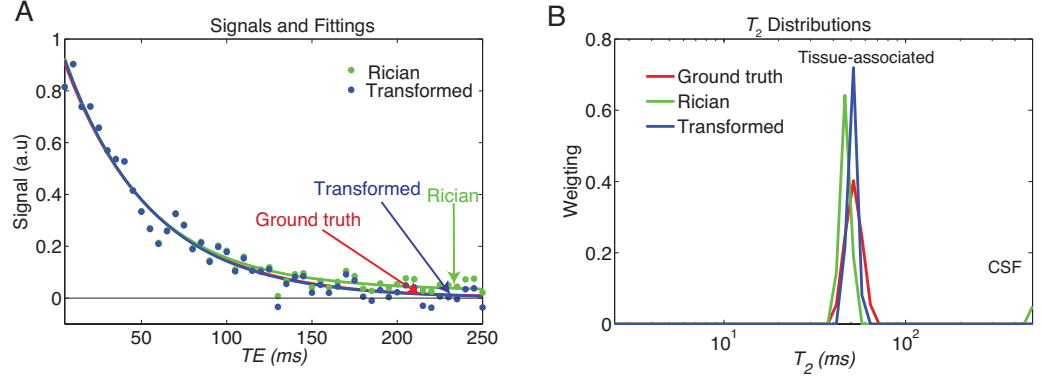 A
Signals and Fittings
1
0.8
0.6
0.4
0.2
0
Signal (a.u)
Rician
Transformed
Transformed
Rician
Ground truth
50
100
150
200
250
TE (ms)
B
T2 Distributions
0.8
0.6
0.4
0.2
0
Weigting
Tissue-associated
Ground truth
Rician
Transformed
CSF
10^1
10^2
T2 (ms)